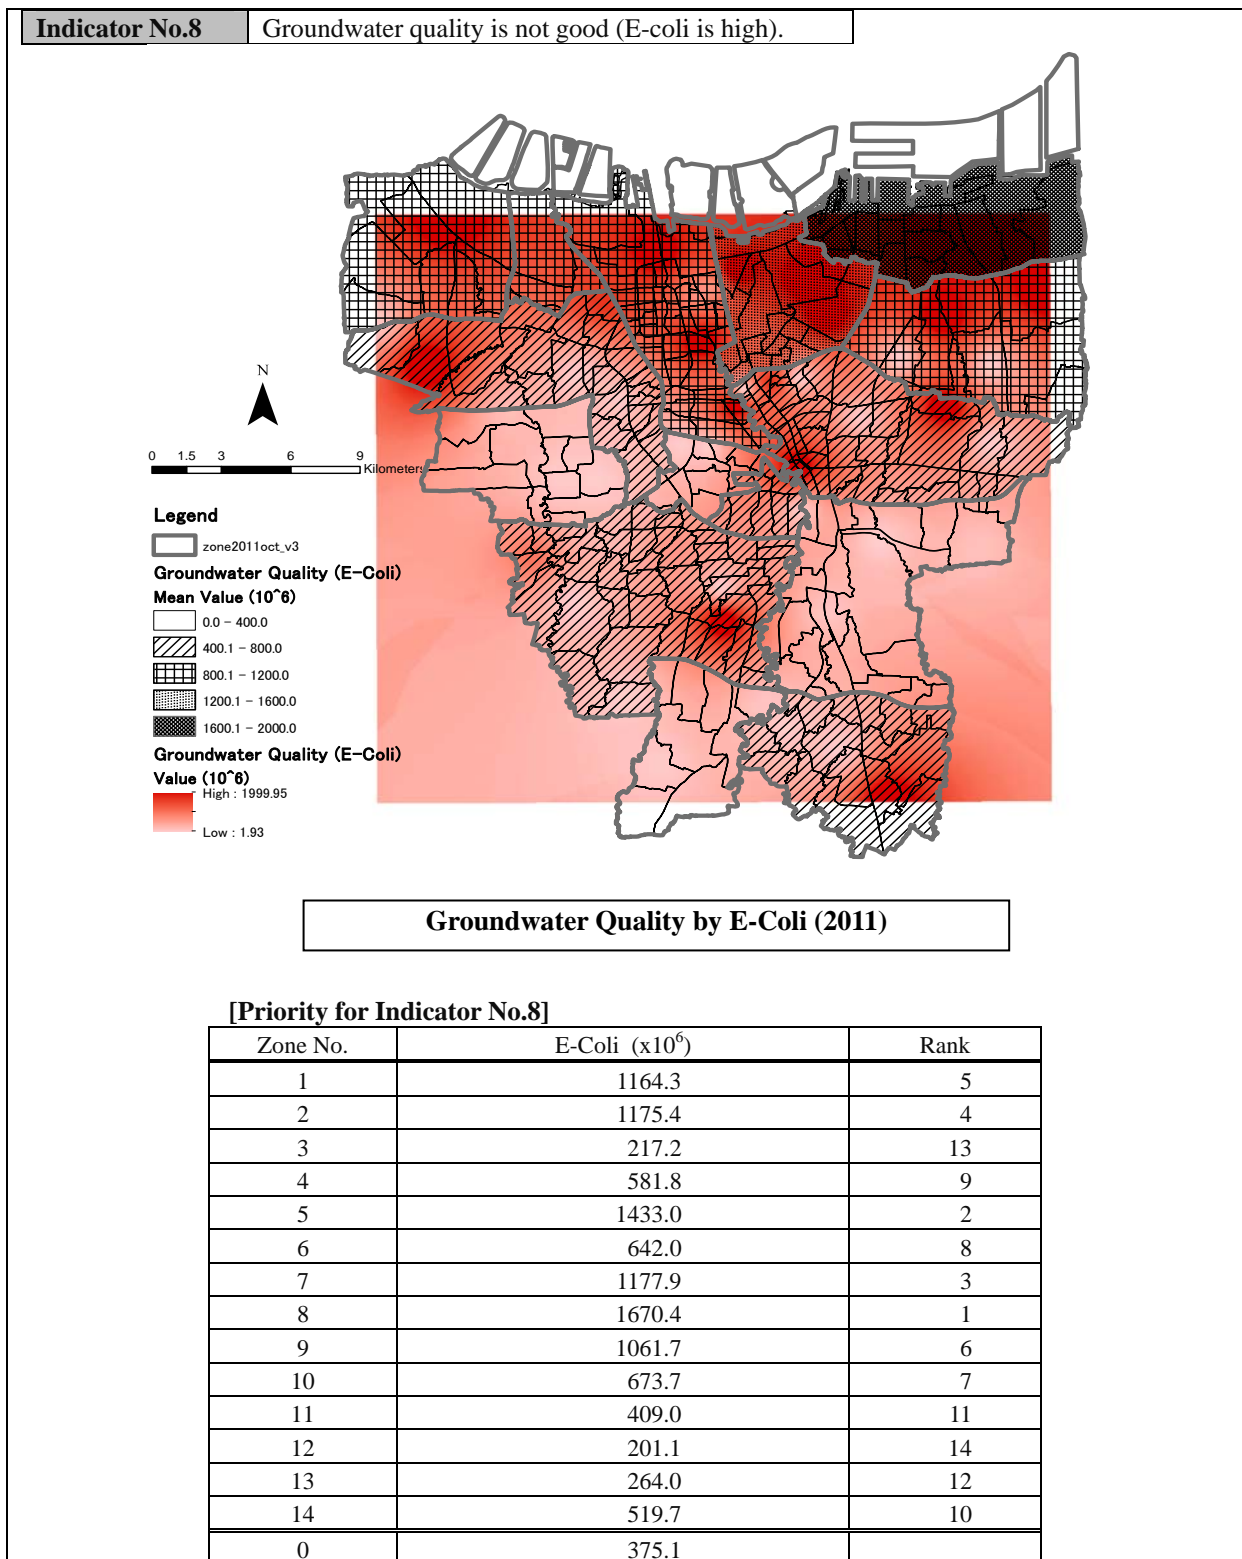 Indicator No.8 Groundwater quality is not good (E-coli is high).
N
0 1.5 3 6 9
Kilometers
Legend
zone2011oct_v3
Groundwater Quality (E-Coli)
Mean Value (10^6)
0.0 - 400.0
400.1 - 800.0
800.1 - 1200.0
1200.1 - 1600.0
1600.1 - 2000.0
Groundwater Quality (E-Coli)
Value (10^6)
High : 1999.95
Low : 1.93
Groundwater Quality by E-Coli (2011)
[Priority for Indicator No.8]
Zone No. E-Coli (x10^6) Rank
1 1164.3 5
2 1175.4 4
3 217.2 13
4 581.8 9
5 1433.0 2
6 642.0 8
7 1177.9 3
8 1670.4 1
9 1061.7 6
10 673.7 7
11 409.0 11
12 201.1 14
13 264.0 12
14 519.7 10
0 375.1